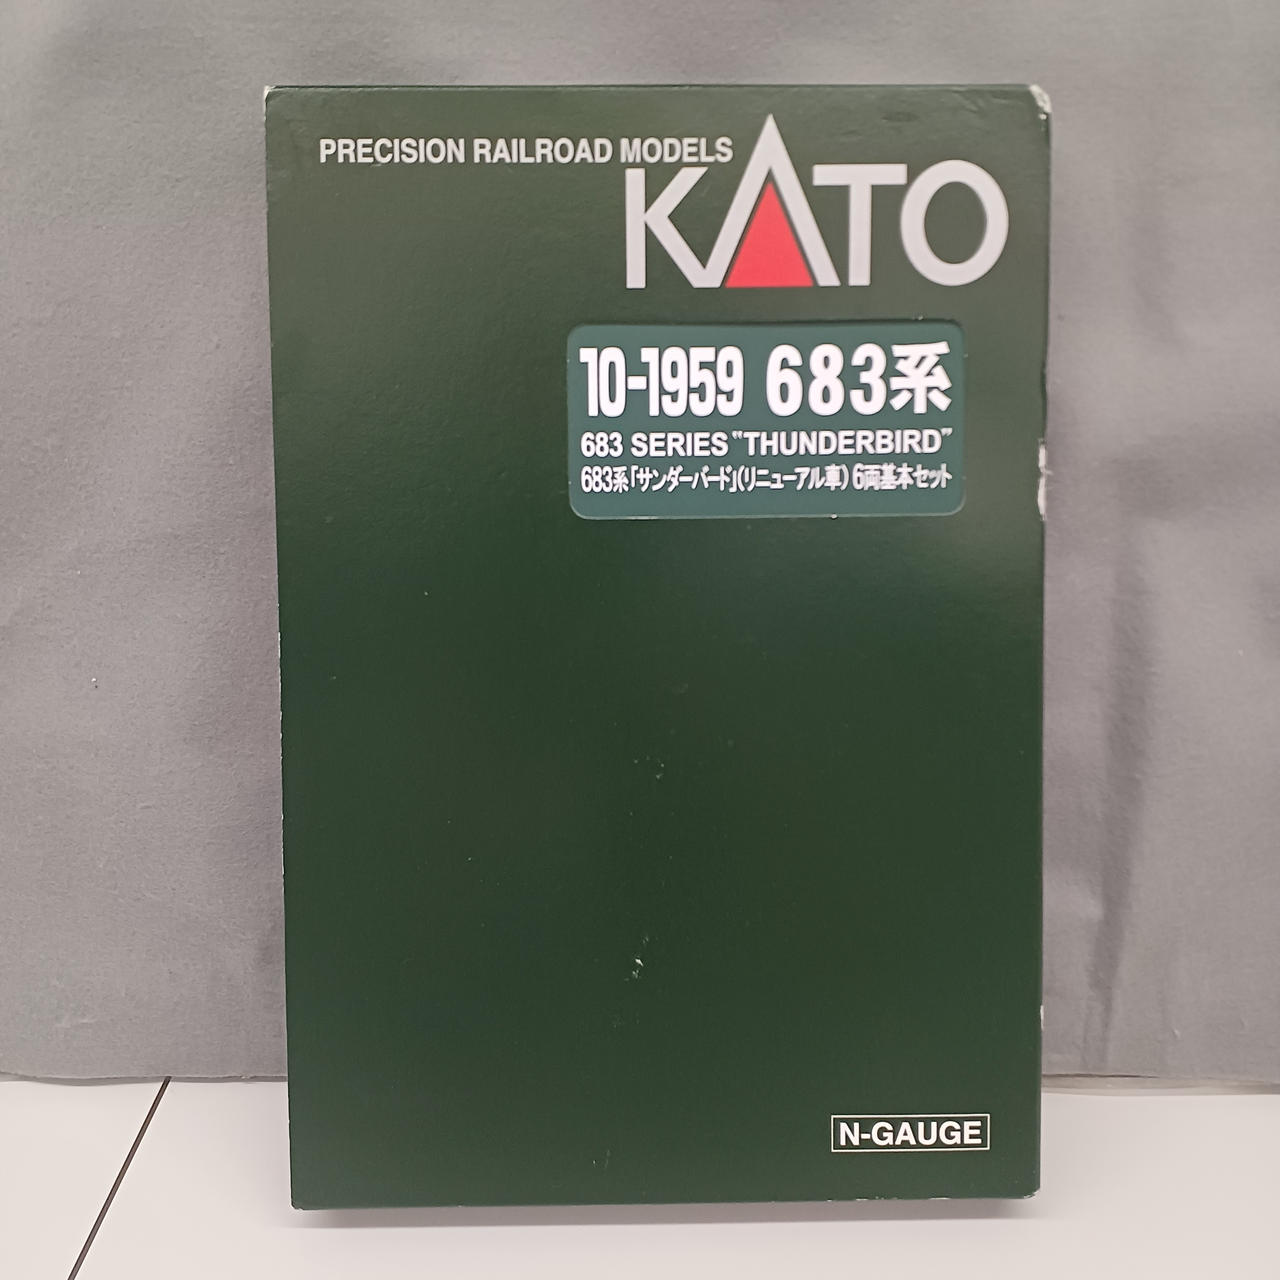 PRECISION RAILROAD MODELS
KATO
10-1959 683系
683 SERIES "THUNDERBIRD"
683系「サンダーバード」(リニューアル車) 6両基本セット
N-GAUGE